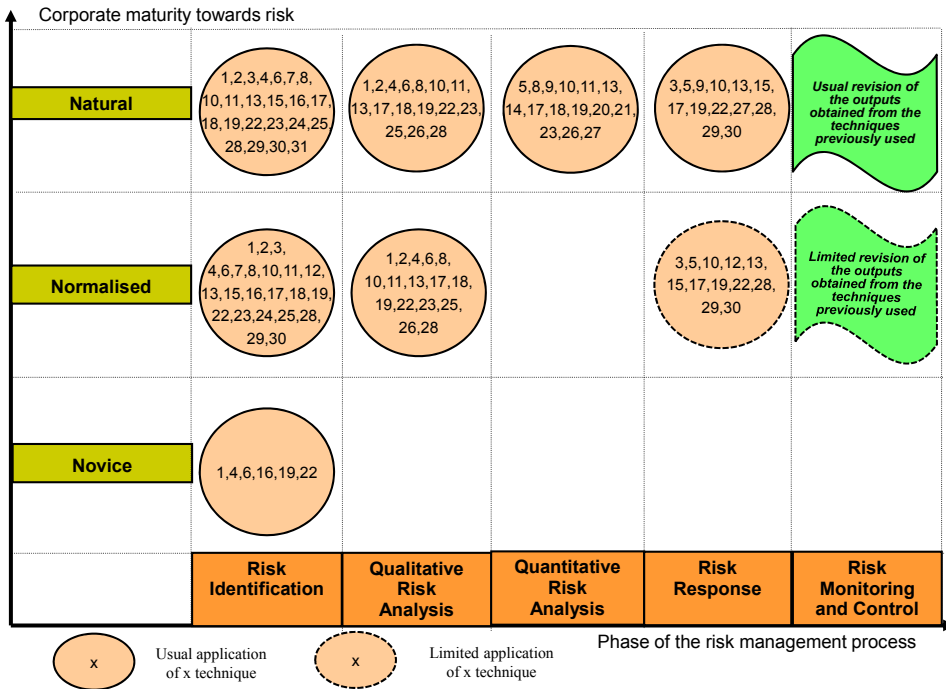 Corporate maturity towards risk
Natural
1,2,3,4,6,7,8,
10,11,13,15,16,17,
18,19,22,23,24,25,
28,29,30,31
1,2,4,6,8,10,11,
13,17,18,19,22,23,
25,26,28
5,8,9,10,11,13,
14,17,18,19,20,21,
23,26,27
3,5,9,10,13,15,
17,19,22,27,28,
29,30
Usual revision of
the outputs
obtained from the
techniques
previously used
Normalised
1,2,3,
4,6,7,8,10,11,12,
13,15,16,17,18,19,
22,23,24,25,28,
29,30
1,2,4,6,8,
10,11,13,17,18,
19,22,23,25,
26,28
3,5,10,12,13,
15,17,19,22,28,
29,30
Limited revision of
the outputs
obtained from the
techniques
previously used
Novice
1,4,6,16,19,22
Risk
Identification
Qualitative
Risk
Analysis
Quantitative
Risk
Analysis
Risk
Response
Risk
Monitoring
and Control
Phase of the risk management process
x
Usual application
of x technique
x
Limited application
of x technique